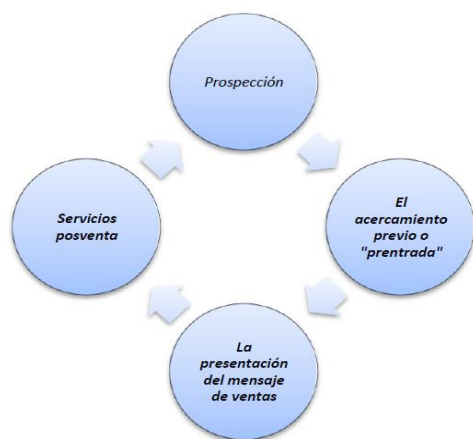 Prospección
El
acercamiento
previo o
"prentrada"
La
presentación
del mensaje
de ventas
Servicios
posventa